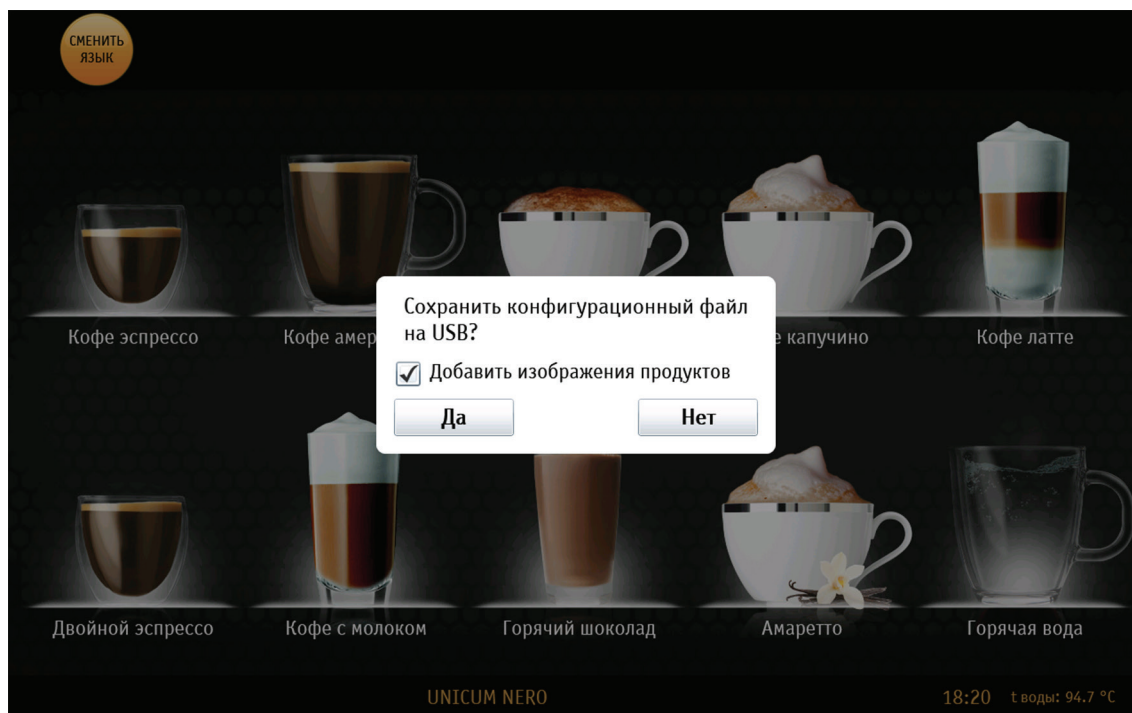 СМЕНИТЬ
ЯЗЫК
Сохранить конфигурационный файл
на USB?
Добавить изображения продуктов
Да
Нет
Кофе эспрессо
Кофе
капучино
Кофе латте
Двойной эспрессо
Кофе с молоком
Горячий шоколад
Амаретто
Горячая вода
UNICUM NERO
18:20
t воды: 94.7 °C